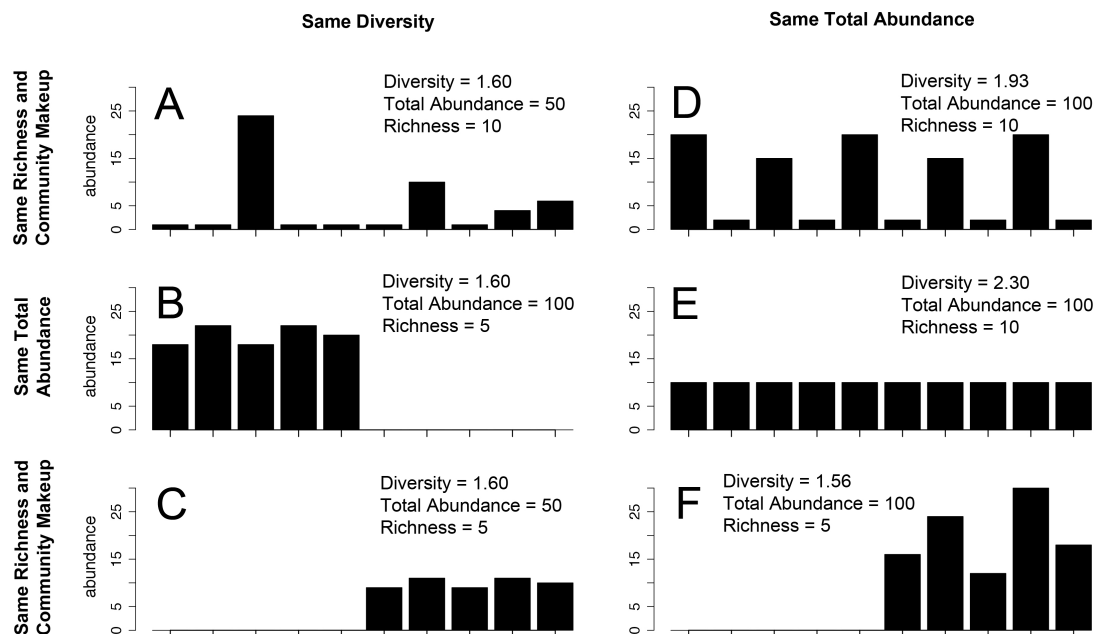 Same Diversity
Same Total Abundance
Same Richness and
Community Makeup
abundance
0 5 15 25
A
Diversity = 1.60
Total Abundance = 50
Richness = 10
0 5 15 25
D
Diversity = 1.93
Total Abundance = 100
Richness = 10
Same Total
Abundance
abundance
0 5 15 25
B
Diversity = 1.60
Total Abundance = 100
Richness = 5
0 5 15 25
E
Diversity = 2.30
Total Abundance = 100
Richness = 10
Same Richness and
Community Makeup
abundance
0 5 15 25
C
Diversity = 1.60
Total Abundance = 50
Richness = 5
0 5 15 25
F
Diversity = 1.56
Total Abundance = 100
Richness = 5